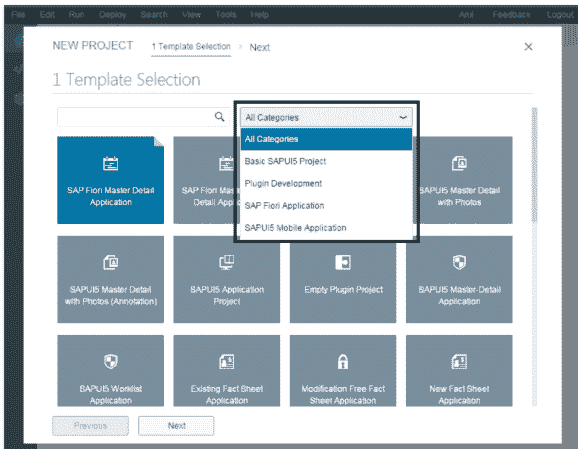 File Edit Run Deploy Search View Tools Help Feedback Logout
NEW PROJECT 1 Template Selection > Next ×
1 Template Selection
All Categories
All Categories
Basic SAPUI5 Project
Plugin Development
SAP Fiori Application
SAPUI5 Mobile Application
SAP Fiori Master Detail
Application
SAP Fiori Mas
Detail Appl
SAPUI5 Master Detail
with Photos
SAPUI5 Master Detail
with Photos (Annotation)
SAPUI5 Application
Project
Empty Plugin Project
SAPUI5 Master-Detail
Application
SAPUI5 Worklist
Application
Existing Fact Sheet
Application
Modification Free Fact
Sheet Application
New Fact Sheet
Application
Previous Next